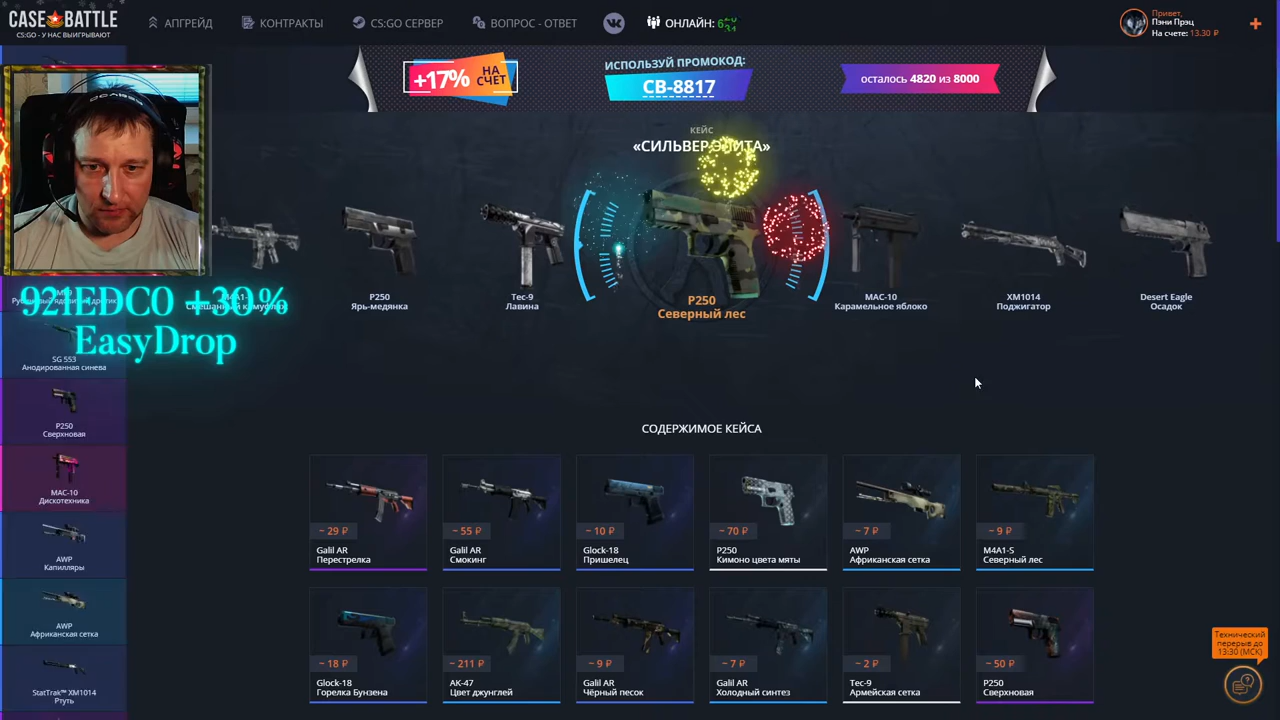 CASE BATTLE
CS:GO - У НАС ВЫИГРЫВАЮТ
АПГРЕЙД
КОНТРАКТЫ
CS:GO СЕРВЕР
ВОПРОС - ОТВЕТ
ОНЛАЙН:
Привет,
Пэни Прэц
На счете: 13.30 ₽
+
+17%
НА
СЧЕТ
ИСПОЛЬЗУЙ ПРОМОКОД:
CB-8817
осталось 4820 из 8000
КЕЙС
«СИЛЬВЕР ЭЛИТА»
Смешанный камуфляж
P250
Ярь-медянка
Tec-9
Лавина
P250
Северный лес
MAC-10
Карамельное яблоко
XM1014
Поджигатель
Desert Eagle
Осадок
921EDC0 +30%
EasyDrop
SG 553
Анодированная синева
P250
Сверхновая
MAC-10
Дискотехника
AWP
Капилляры
AWP
Африканская сетка
StatTrak™ XM1014
Ртуть
СОДЕРЖИМОЕ КЕЙСА
~ 29 ₽
Galil AR
Перестрелка
~ 55 ₽
Galil AR
Смокинг
~ 10 ₽
Glock-18
Пришелец
~ 70 ₽
P250
Кимоно цвета мяты
~ 7 ₽
AWP
Африканская сетка
~ 9 ₽
M4A1-S
Северный лес
~ 18 ₽
Glock-18
Горелка Бунзена
~ 211 ₽
AK-47
Цвет джунглей
~ 9 ₽
Galil AR
Чёрный песок
~ 7 ₽
Galil AR
Холодный синтез
~ 2 ₽
Tec-9
Армейская сетка
~ 50 ₽
P250
Сверхновая
Технический
перерыв до
13:30 (МСК)